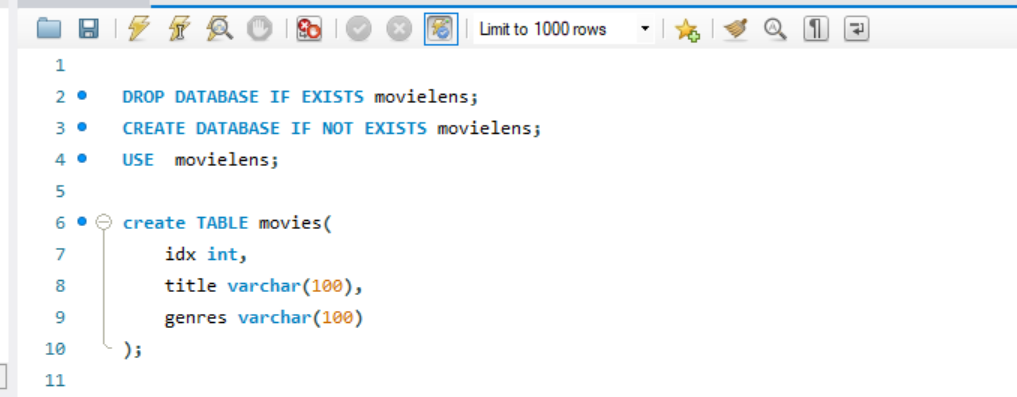 Limit to 1000 rows
1
2 DROP DATABASE IF EXISTS movielens;
3 CREATE DATABASE IF NOT EXISTS movielens;
4 USE  movielens;
5
6 create TABLE movies(
7 idx int,
8 title varchar(100),
9 genres varchar(100)
10 );
11